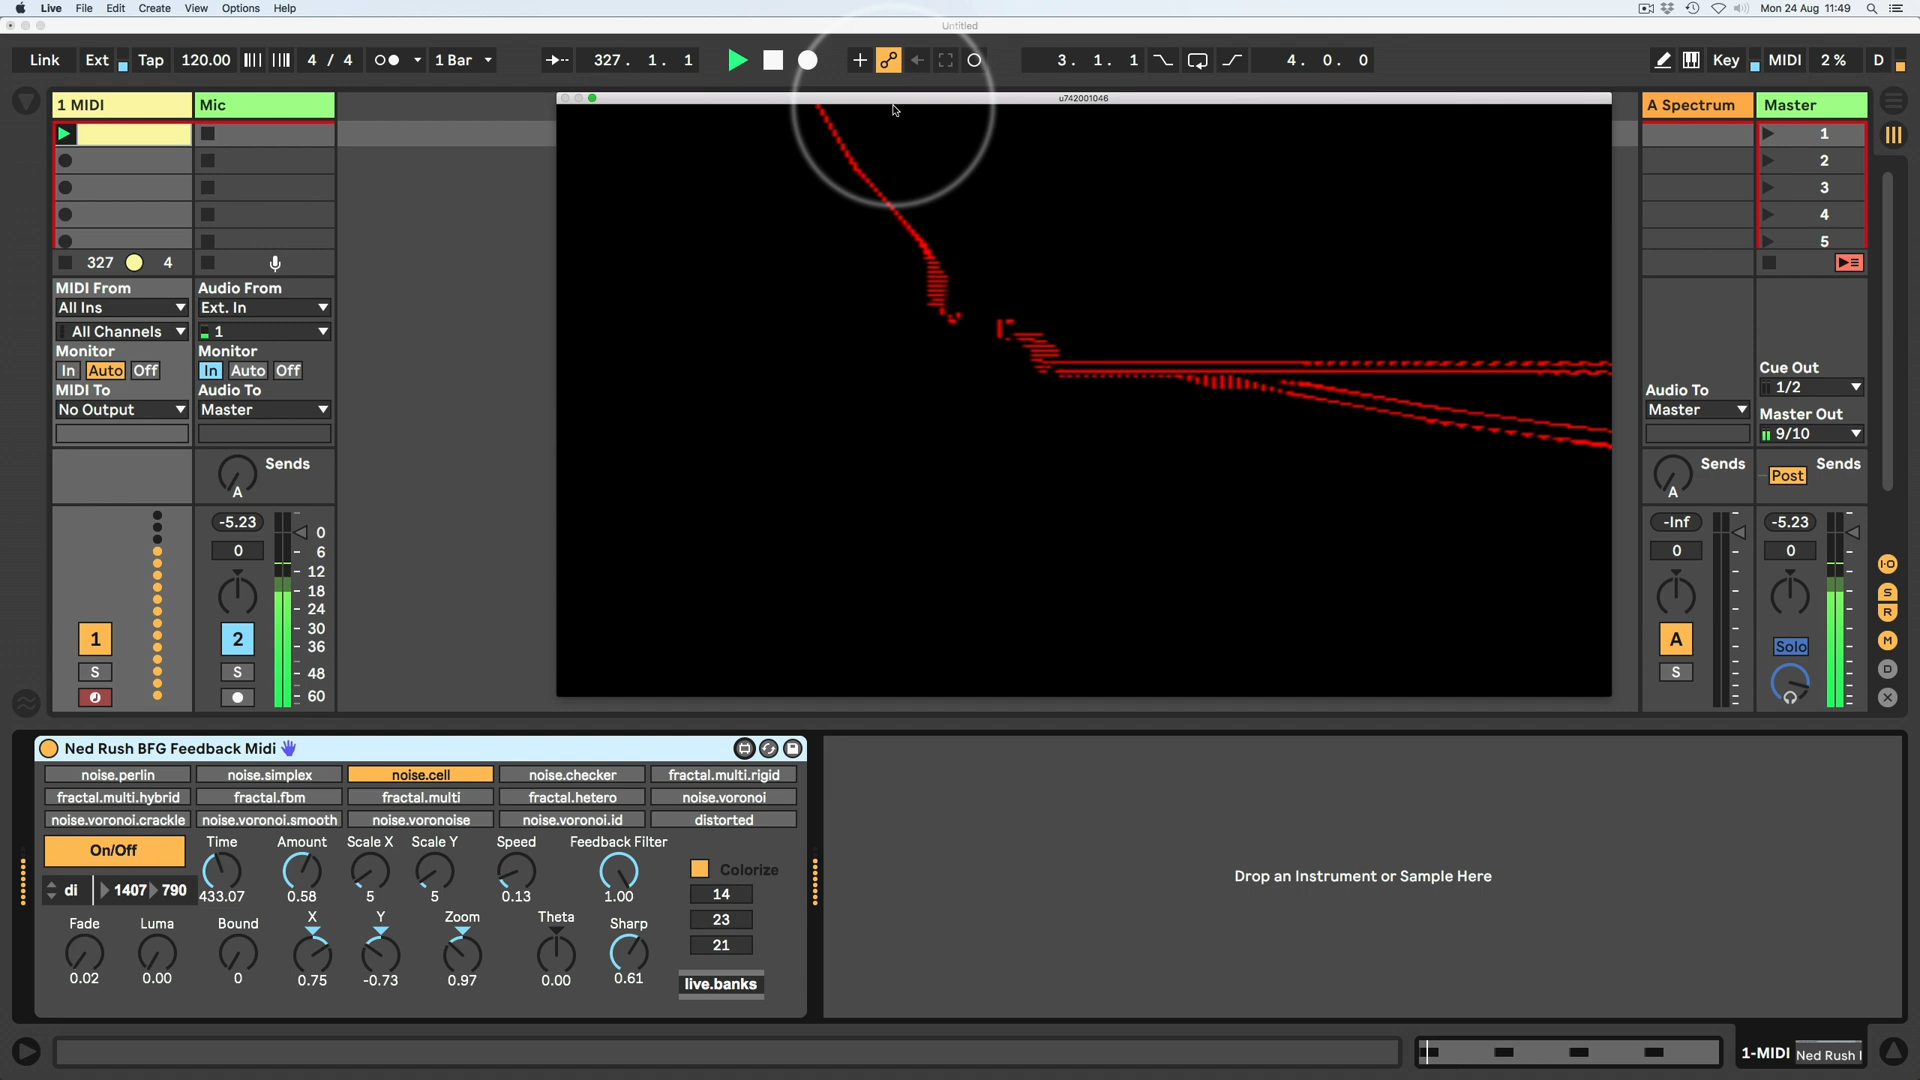 Live File Edit Create View Options Help
Mon 24 Aug 11:49
Untitled
Link Ext Tap 120.00 4 / 4 1 Bar 327. 1. 1 3. 1. 1 4. 0. 0 Key MIDI 2 % D
1 MIDI Mic u742001046 A Spectrum Master
1
2
3
4
5
327 4
MIDI From Audio From
All Ins Ext. In
All Channels 1
Monitor Monitor
In Auto Off In Auto Off
MIDI To Audio To
No Output Master
Cue Out
1/2
Audio To
Master
Master Out
9/10
Sends Sends Post Sends
A A
-5.23 0 -Inf -5.23
0 6 0 0
12
18
24
30
36
48
60
1 2 A Solo
S S S
I·O
S
R
M
D
X
Ned Rush BFG Feedback Midi
noise.perlin noise.simplex noise.cell noise.checker fractal.multi.rigid
fractal.multi.hybrid fractal.fbm fractal.multi fractal.hetero noise.voronoi
noise.voronoi.crackle noise.voronoi.smooth noise.voronoise noise.voronoi.id distorted
On/Off Time Amount Scale X Scale Y Speed Feedback Filter
Colorize
di 1407 790 433.07 0.58 5 5 0.13 1.00
14
23
21
Fade Luma Bound X Y Zoom Theta Sharp
0.02 0.00 0 0.75 -0.73 0.97 0.00 0.61
live.banks
Drop an Instrument or Sample Here
1-MIDI Ned Rush